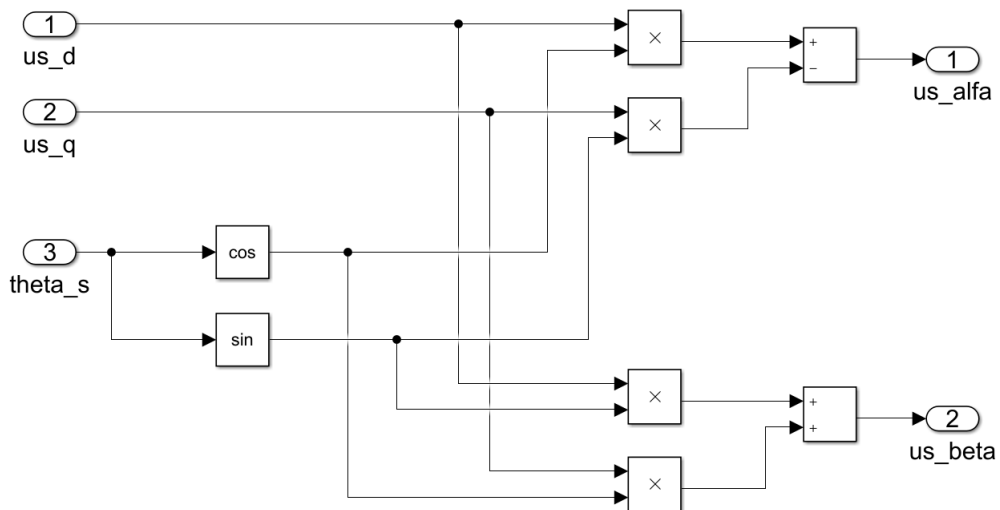 1
us_d
×
+
−
1
us_alfa
2
us_q
×
3
theta_s
cos
sin
×
+
+
2
us_beta
×